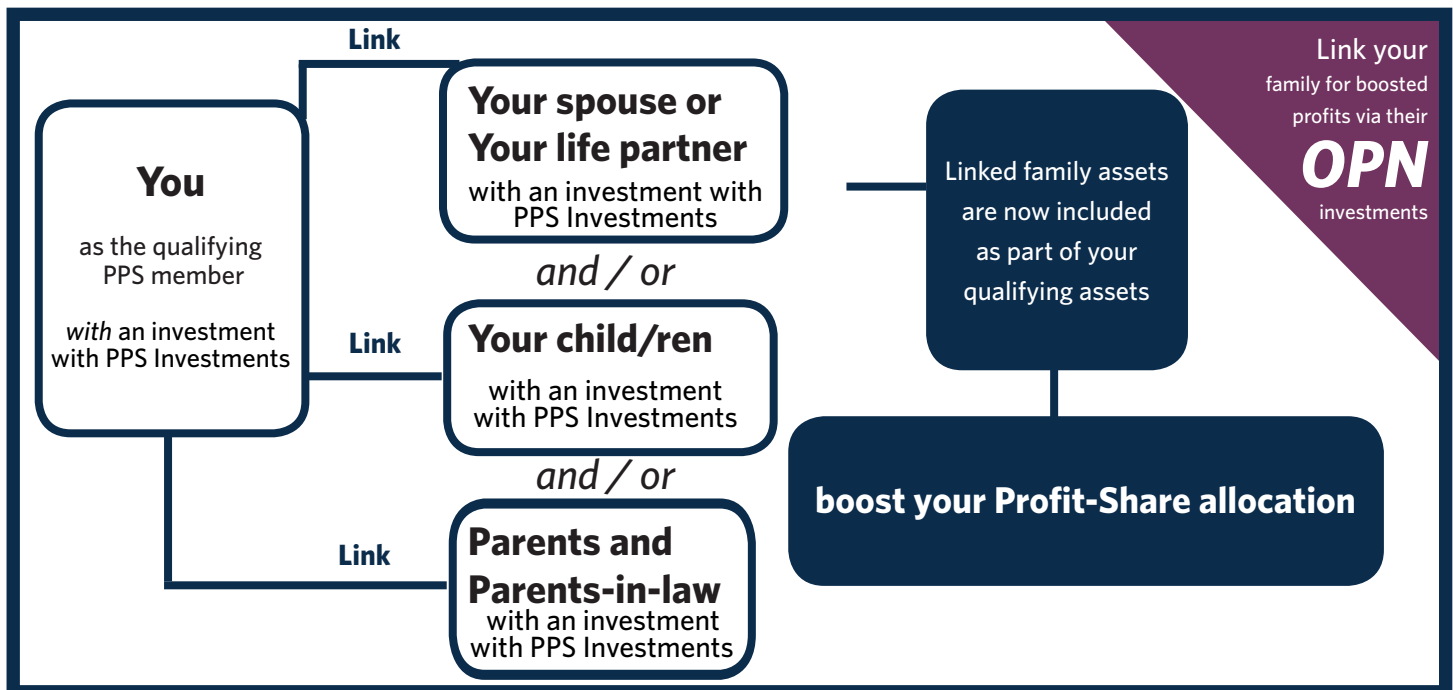 Link
You
as the qualifying
PPS member
with an investment
with PPS Investments
Your spouse or
Your life partner
with an investment with
PPS Investments
and / or
Link
Your child/ren
with an investment
with PPS Investments
and / or
Link
Parents and
Parents-in-law
with an investment
with PPS Investments
Linked family assets
are now included
as part of your
qualifying assets
boost your Profit-Share allocation
Link your
family for boosted
profits via their
OPN
investments